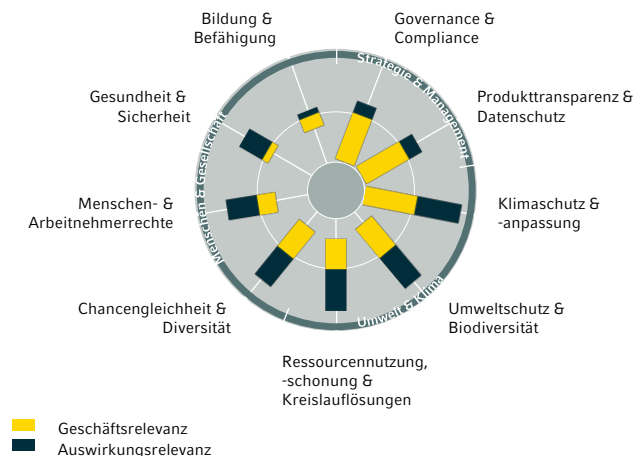 Bildung &
Befähigung
Governance &
Compliance
Gesundheit &
Sicherheit
Produkttransparenz &
Datenschutz
Menschen- &
Arbeitnehmerrechte
Klimaschutz &
-anpassung
Chancengleichheit &
Diversität
Umweltschutz &
Biodiversität
Ressourcennutzung,
-schonung &
Kreislauflösungen
Strategie & Management
Menschen & Gesellschaft
Umwelt & Klima
Geschäftsrelevanz
Auswirkungsrelevanz